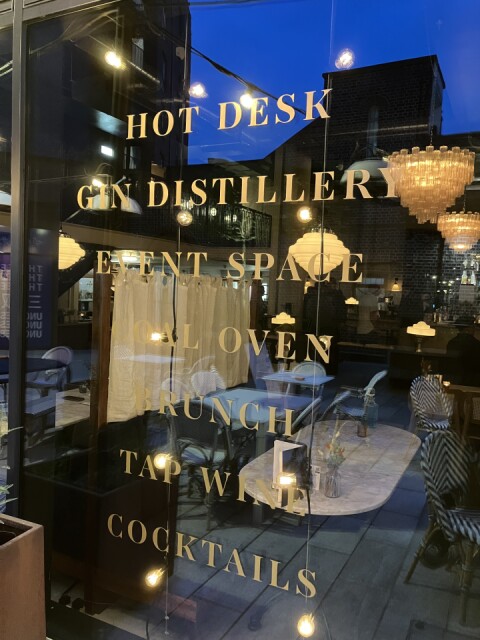 HOT DESK
GIN DISTILLERY
EVENT SPACE
COAL OVEN
BRUNCH
TAP WINE
COCKTAILS